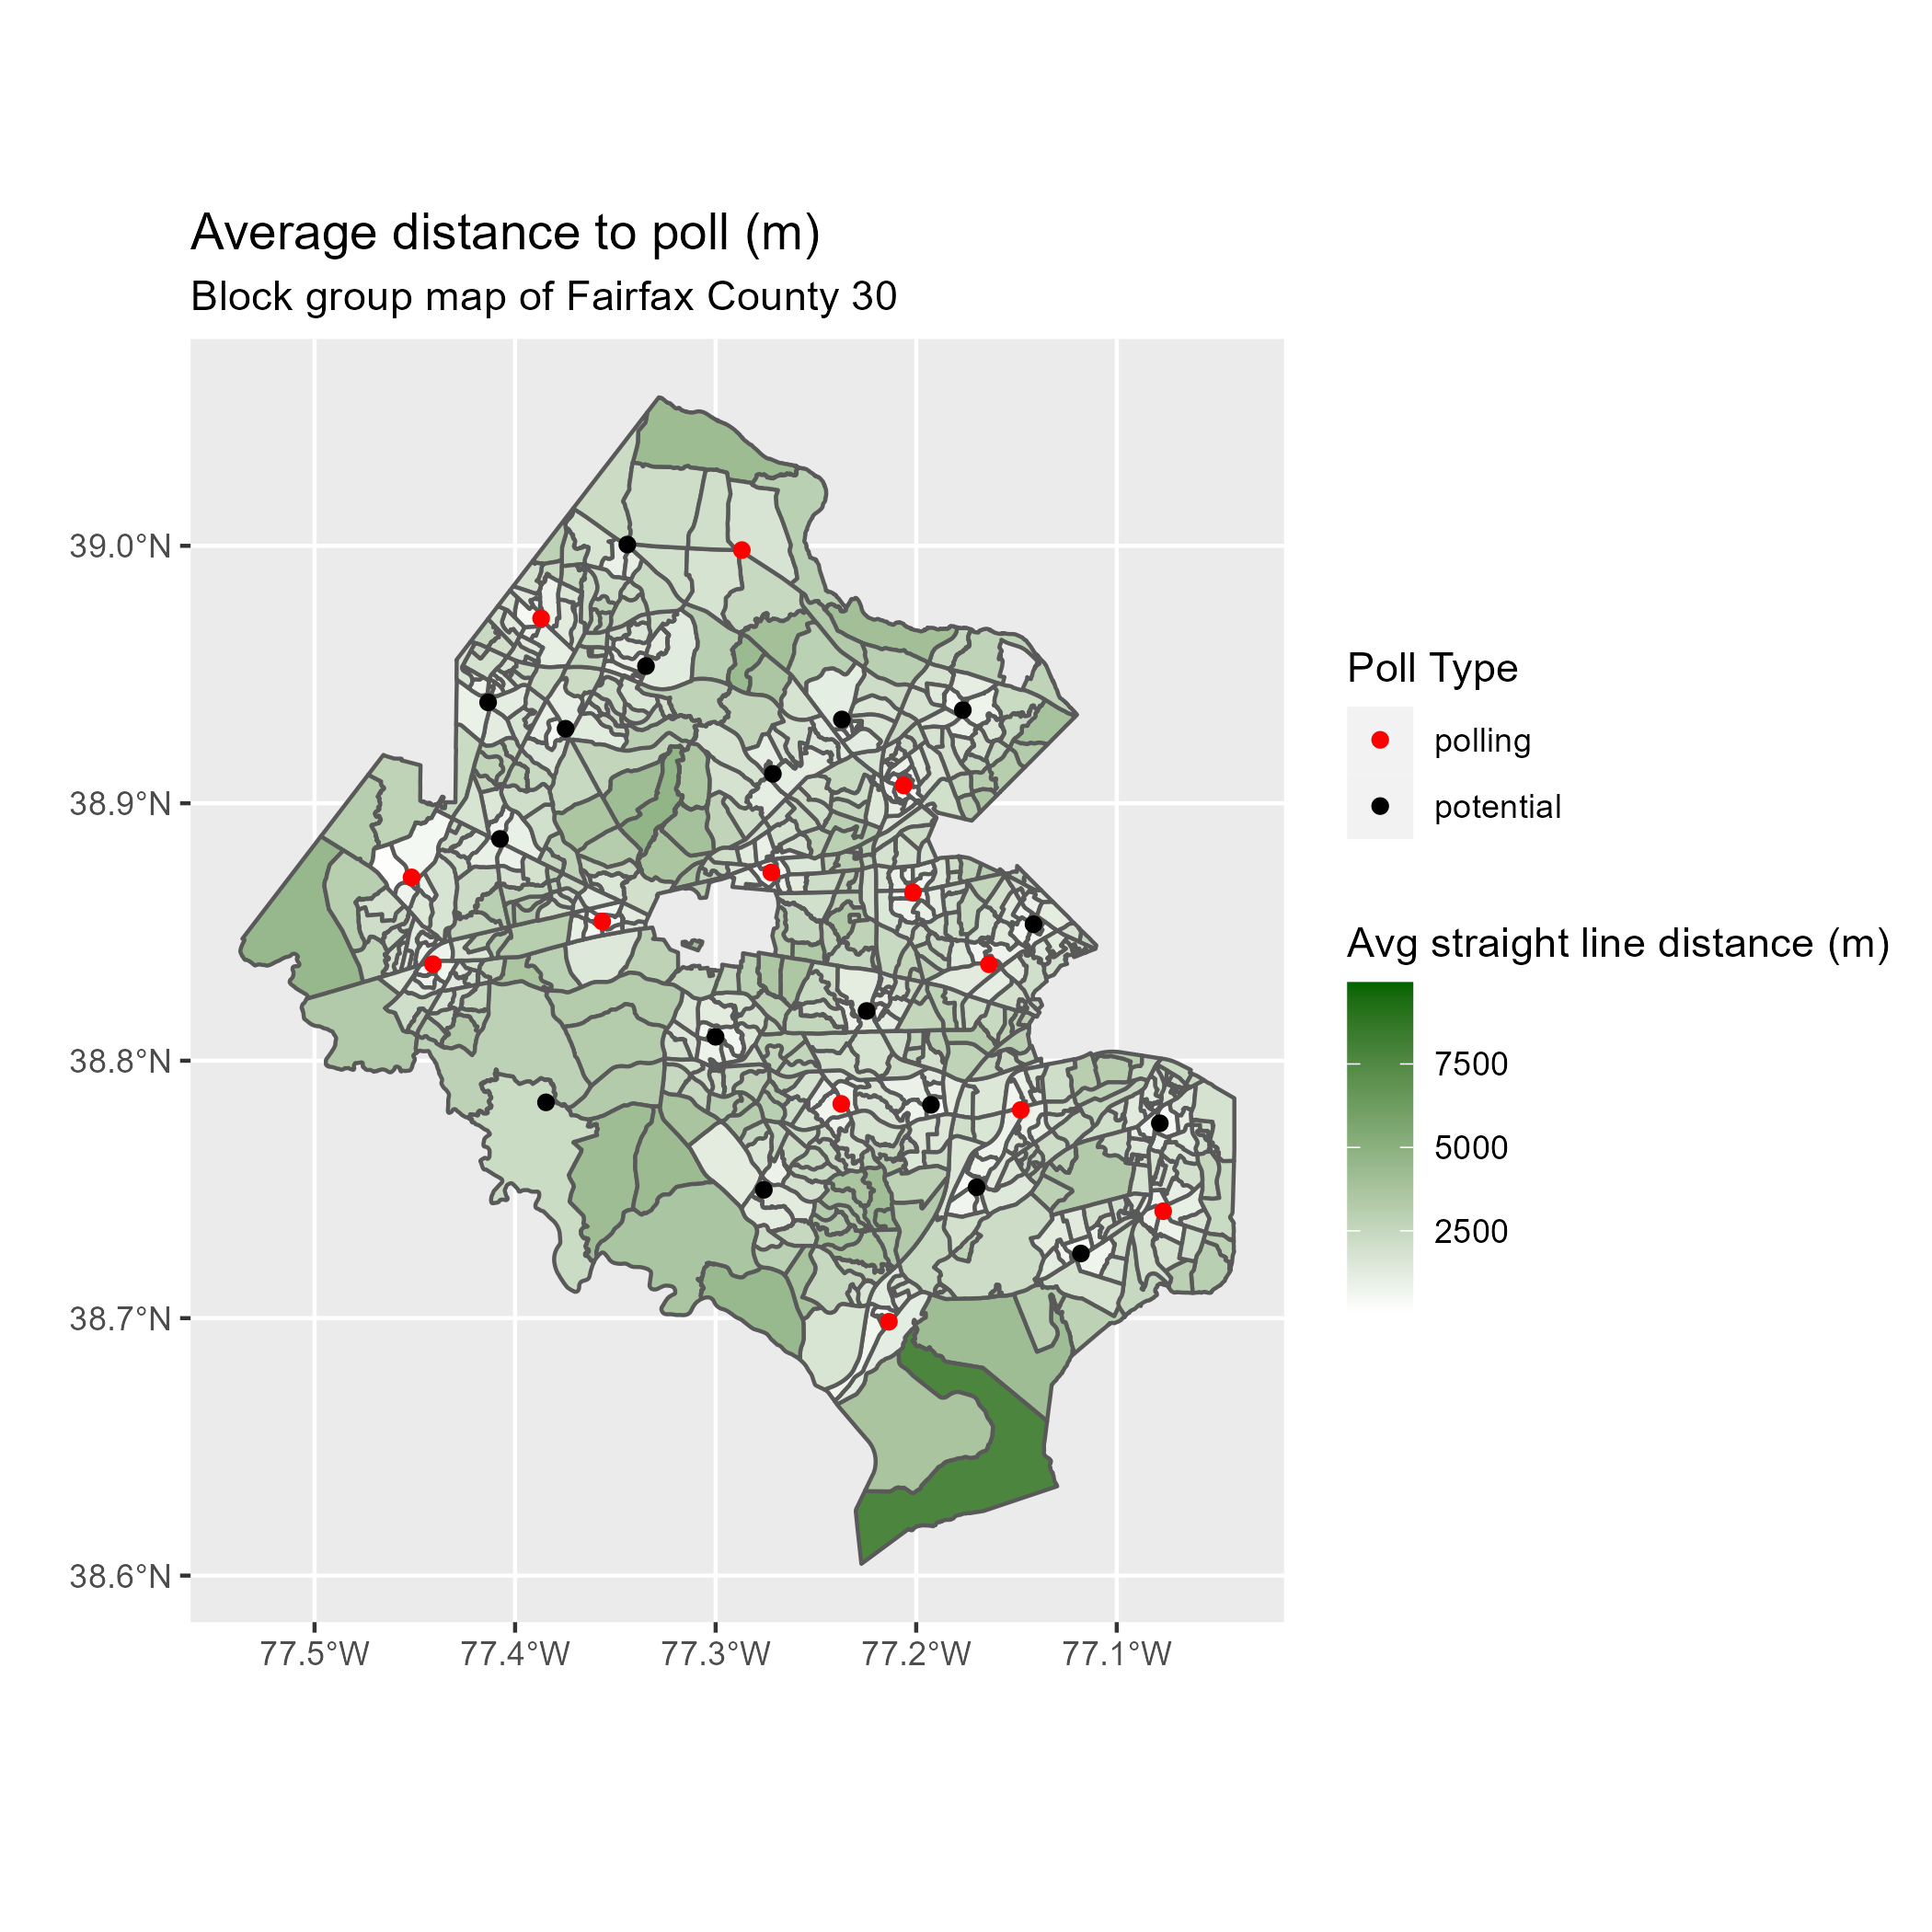 Average distance to poll (m)
Block group map of Fairfax County 30
39.0°N
38.9°N
38.8°N
38.7°N
38.6°N
77.5°W
77.4°W
77.3°W
77.2°W
77.1°W
Poll Type
polling
potential
Avg straight line distance (m)
7500
5000
2500